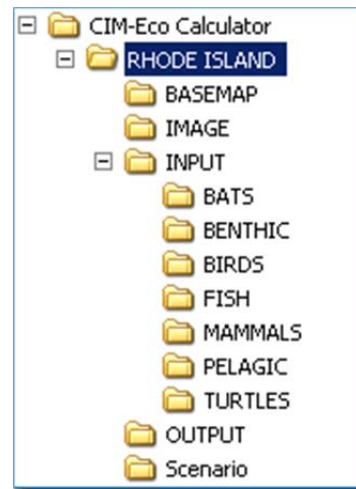 CIM-Eco Calculator
RHODE ISLAND
BASEMAP
IMAGE
INPUT
BATS
BENTHIC
BIRDS
FISH
MAMMALS
PELAGIC
TURTLES
OUTPUT
Scenario